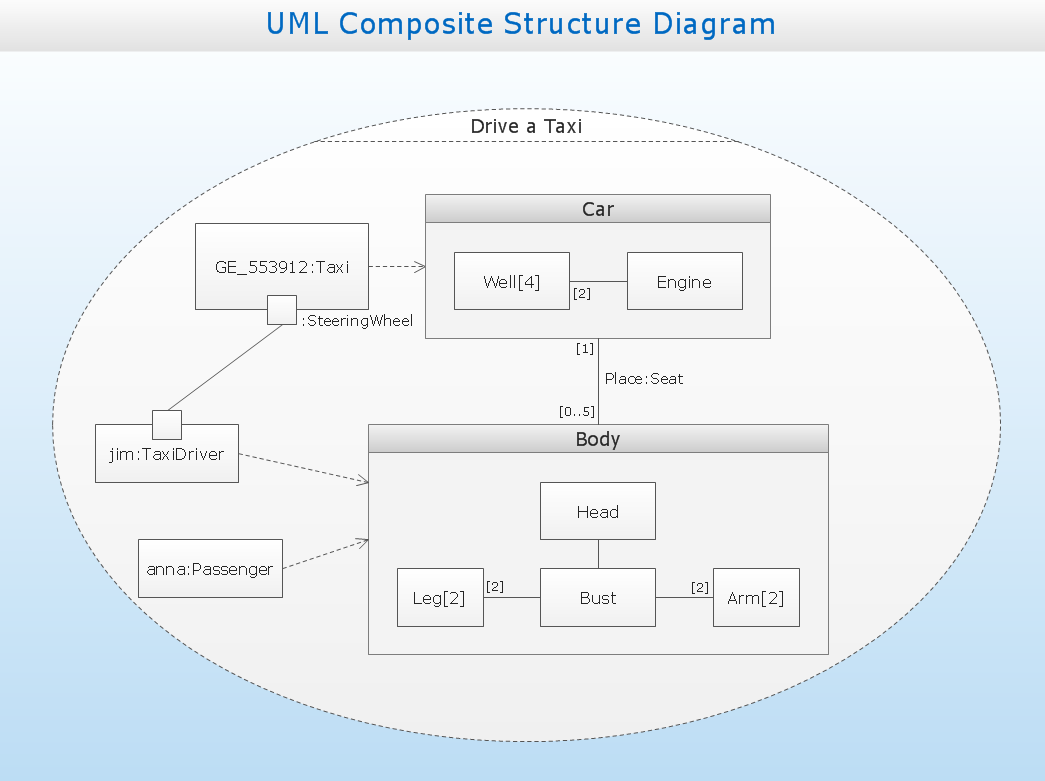 UML Composite Structure Diagram
Drive a Taxi
Car
GE_553912:Taxi
Well[4]
[2]
Engine
:SteeringWheel
[1]
Place:Seat
[0..5]
Body
jim:TaxiDriver
Head
anna:Passenger
Leg[2]
[2]
Bust
[2]
Arm[2]